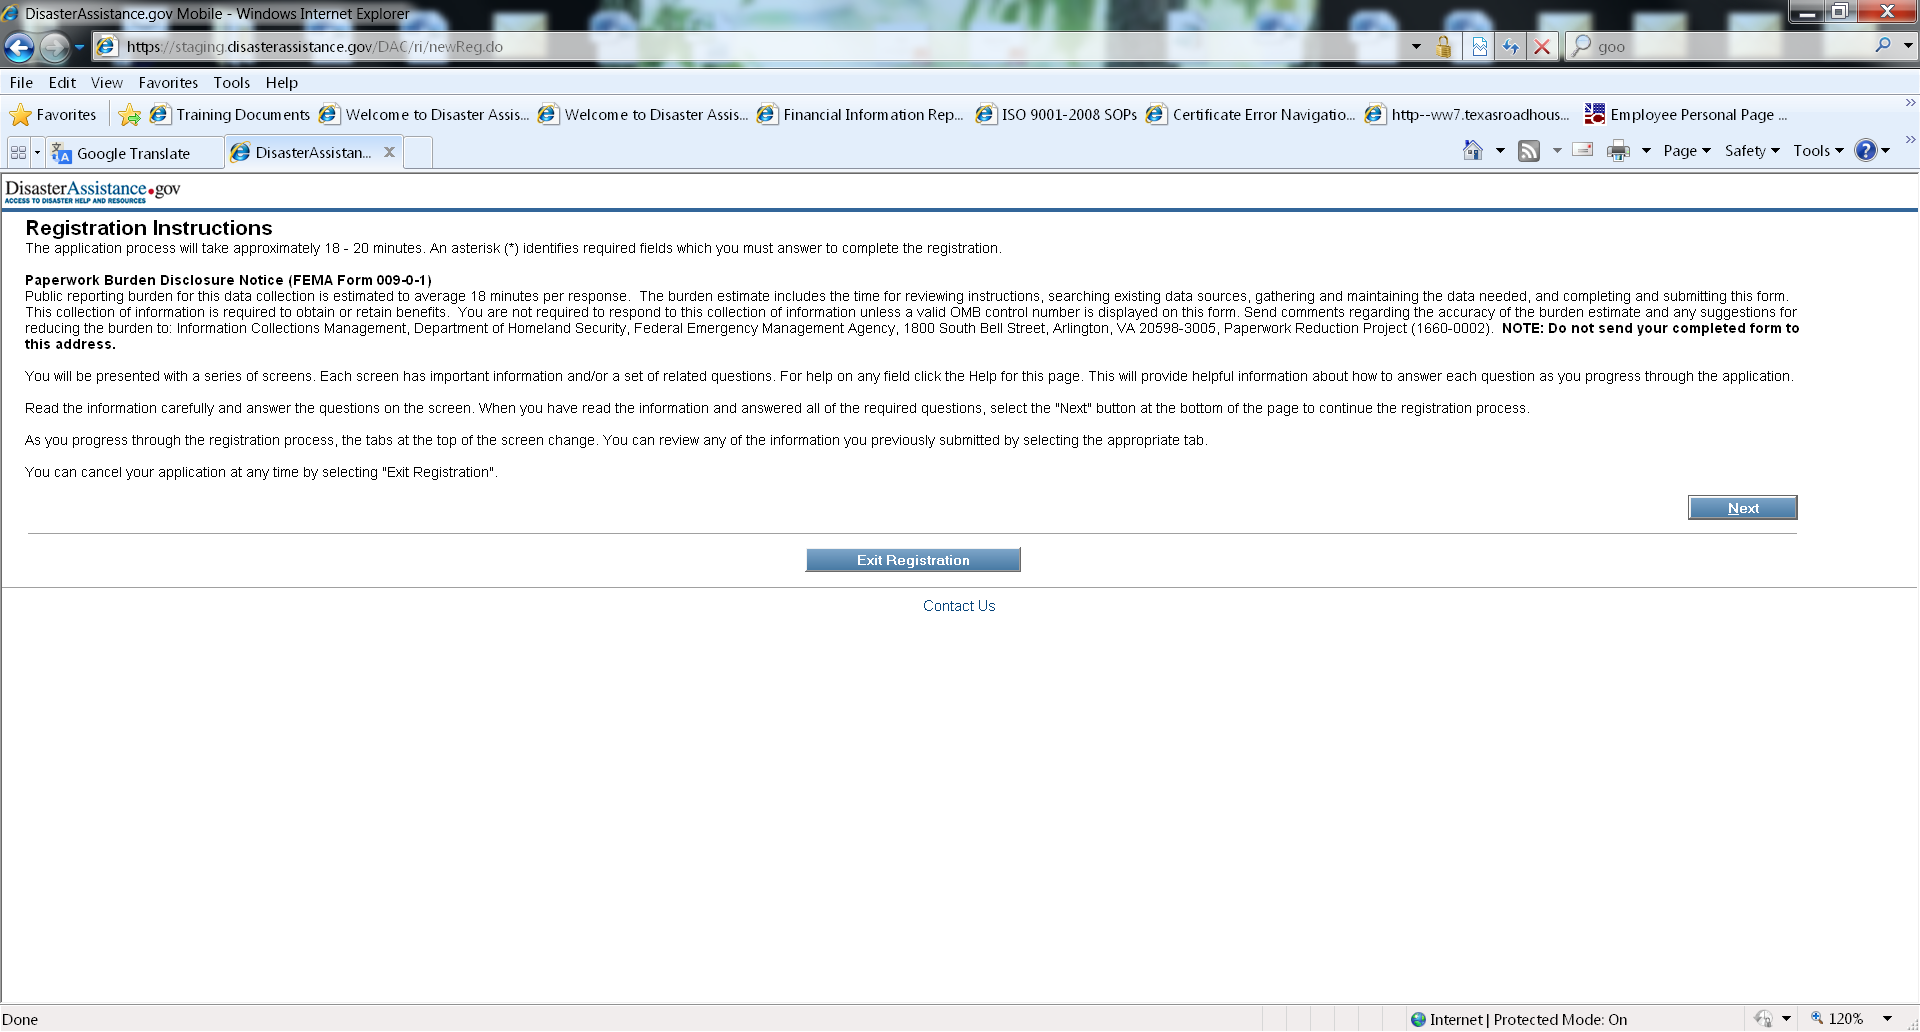 DisasterAssistance.gov Mobile - Windows Internet Explorer
https://staging.disasterassistance.gov/DAC/ri/newReg.do
goo
File Edit View Favorites Tools Help
Favorites Training Documents Welcome to Disaster Assis... Welcome to Disaster Assis... Financial Information Rep... ISO 9001-2008 SOPs Certificate Error Navigatio... http--ww7.texasroadhous... Employee Personal Page ...
Google Translate DisasterAssistan... Page Safety Tools
DisasterAssistance.gov
ACCESS TO DISASTER HELP AND RESOURCES
Registration Instructions
The application process will take approximately 18 - 20 minutes. An asterisk (*) identifies required fields which you must answer to complete the registration.
Paperwork Burden Disclosure Notice (FEMA Form 009-0-1)
Public reporting burden for this data collection is estimated to average 18 minutes per response. The burden estimate includes the time for reviewing instructions, searching existing data sources, gathering and maintaining the data needed, and completing and submitting this form.
This collection of information is required to obtain or retain benefits. You are not required to respond to this collection of information unless a valid OMB control number is displayed on this form. Send comments regarding the accuracy of the burden estimate and any suggestions for
reducing the burden to: Information Collections Management, Department of Homeland Security, Federal Emergency Management Agency, 1800 South Bell Street, Arlington, VA 20598-3005, Paperwork Reduction Project (1660-0002). NOTE: Do not send your completed form to
this address.
You will be presented with a series of screens. Each screen has important information and/or a set of related questions. For help on any field click the Help for this page. This will provide helpful information about how to answer each question as you progress through the application.
Read the information carefully and answer the questions on the screen. When you have read the information and answered all of the required questions, select the "Next" button at the bottom of the page to continue the registration process.
As you progress through the registration process, the tabs at the top of the screen change. You can review any of the information you previously submitted by selecting the appropriate tab.
You can cancel your application at any time by selecting "Exit Registration".
Next
Exit Registration
Contact Us
Done Internet | Protected Mode: On 120%